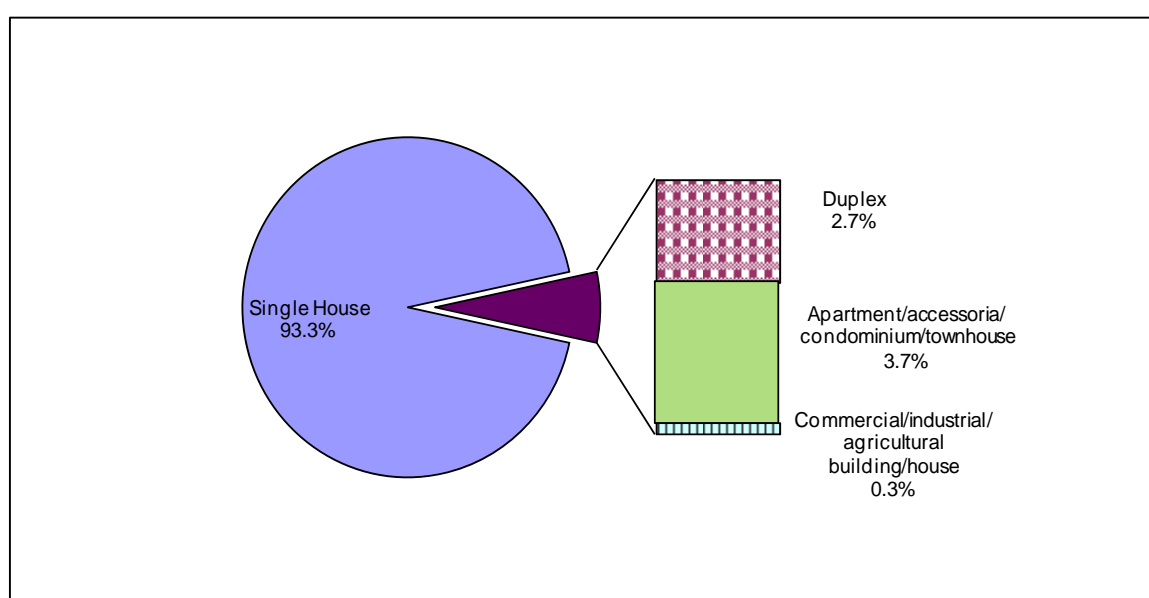 Single House
93.3%
Duplex
2.7%
Apartment/accessoria/
condominium/townhouse
3.7%
Commercial/industrial/
agricultural
building/house
0.3%